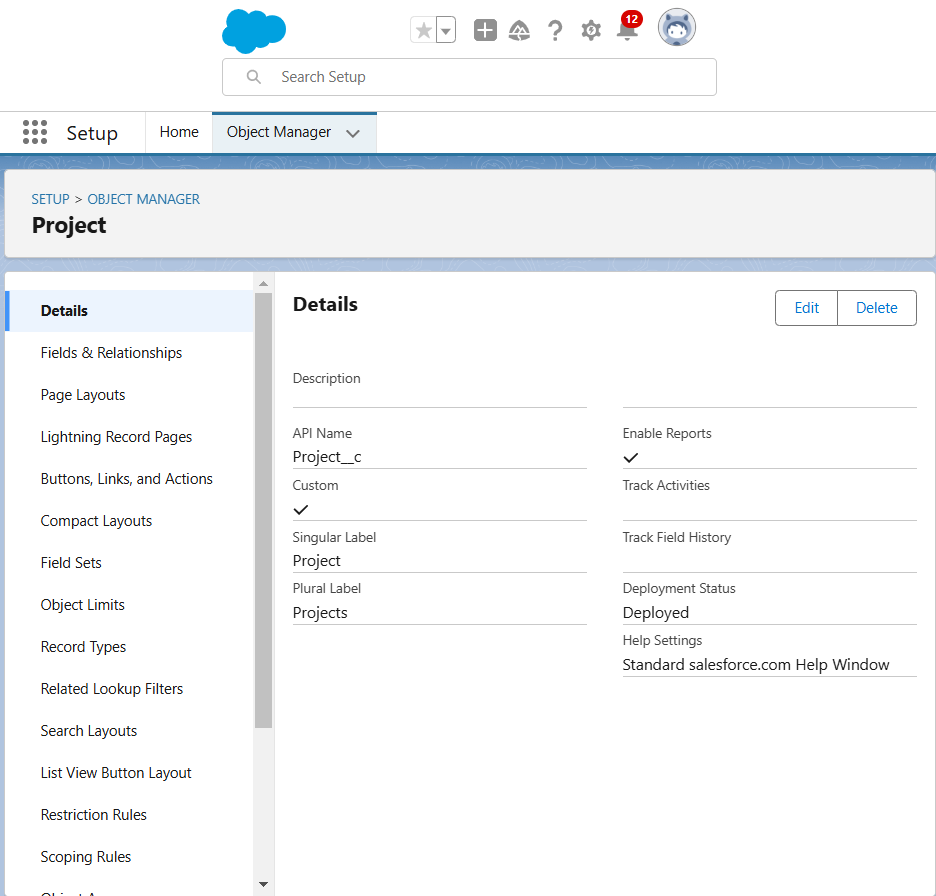 12
Search Setup
Setup
Home
Object Manager
SETUP > OBJECT MANAGER
Project
Details
Fields & Relationships
Page Layouts
Lightning Record Pages
Buttons, Links, and Actions
Compact Layouts
Field Sets
Object Limits
Record Types
Related Lookup Filters
Search Layouts
List View Button Layout
Restriction Rules
Scoping Rules
Details
Edit
Delete
Description
API Name
Project__c
Custom
Singular Label
Project
Plural Label
Projects
Enable Reports
Track Activities
Track Field History
Deployment Status
Deployed
Help Settings
Standard salesforce.com Help Window